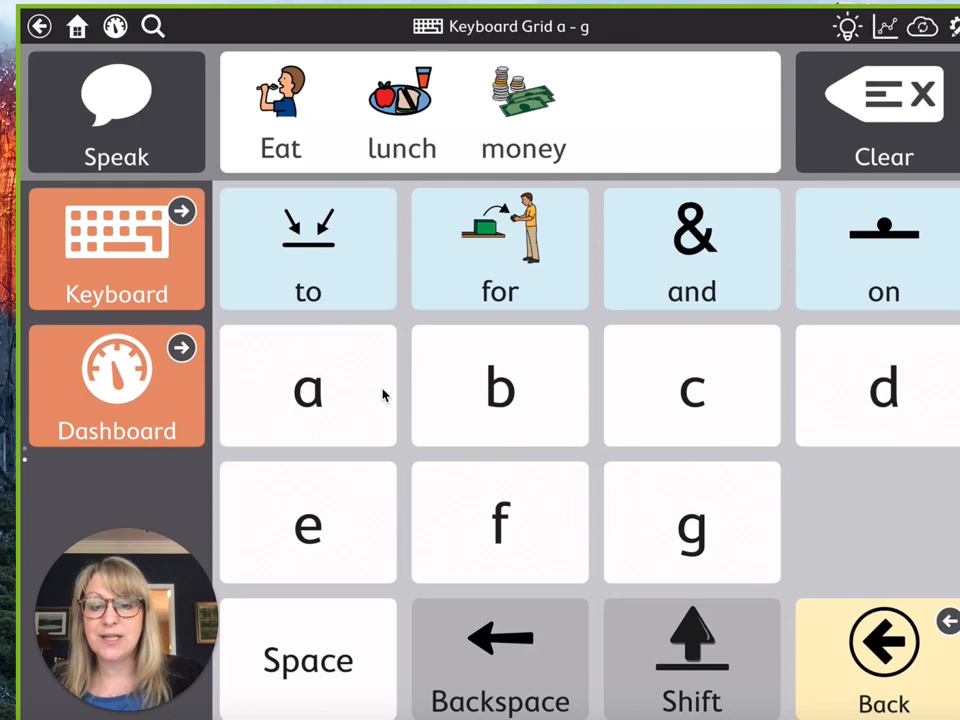 Keyboard Grid a - g
Speak
Eat lunch money
Clear
Keyboard
to for & and on
Dashboard
a b c d
e f g
Space Backspace Shift Back